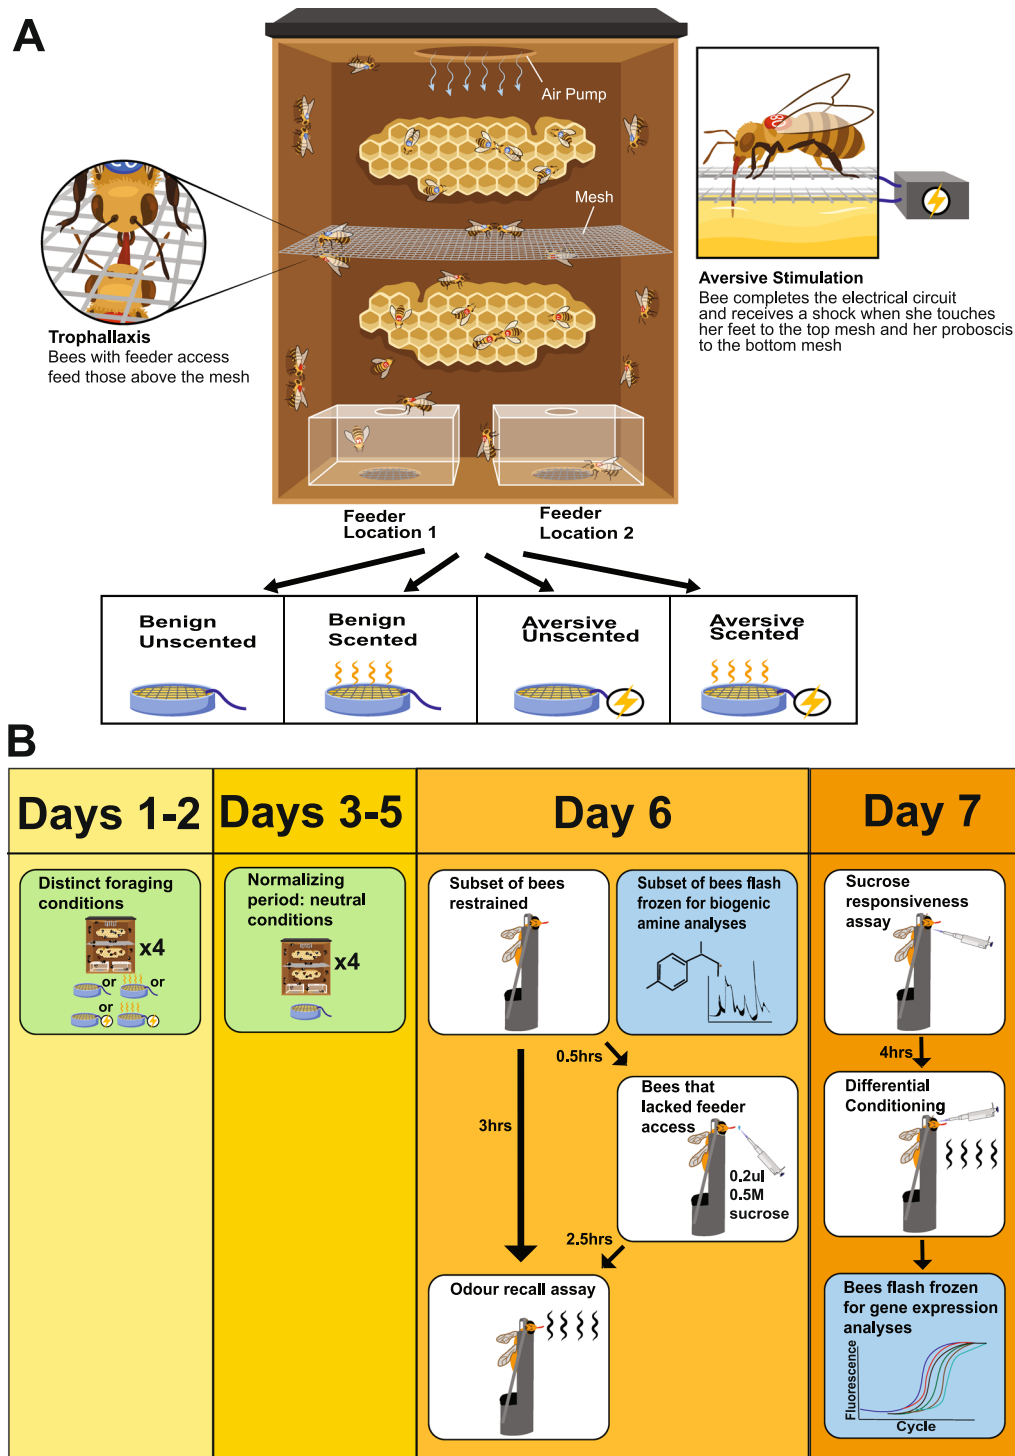 A
Air Pump
Mesh
Trophallaxis
Bees with feeder access
feed those above the mesh
Aversive Stimulation
Bee completes the electrical circuit
and receives a shock when she touches
her feet to the top mesh and her proboscis
to the bottom mesh
Feeder
Location 1
Feeder
Location 2
Benign
Unscented
Benign
Scented
Aversive
Unscented
Aversive
Scented
B
Days 1-2
Days 3-5
Day 6
Day 7
Distinct foraging
conditions
x4
or
or
or
Normalizing
period: neutral
conditions
x4
Subset of bees
restrained
Subset of bees flash
frozen for biogenic
amine analyses
0.5hrs
3hrs
Bees that
lacked feeder
access
0.2ul
0.5M
sucrose
2.5hrs
Odour recall assay
Sucrose
responsiveness
assay
4hrs
Differential
Conditioning
Bees flash frozen
for gene expression
analyses
Fluorescence
Cycle